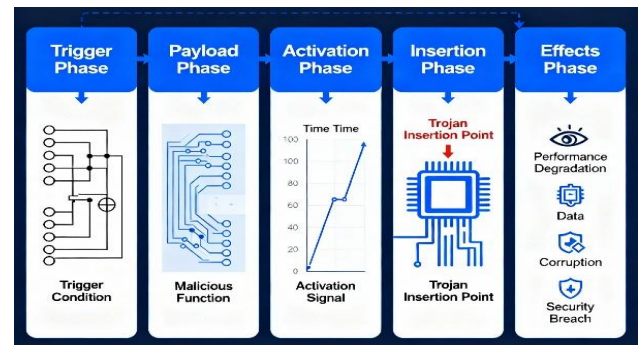 Trigger
Phase
Payload
Phase
Activation
Phase
Insertion
Phase
Effects
Phase
Trigger
Condition
Malicious
Function
Time Time
100
100
80
60
40
20
0
Activation
Signal
Trojan
Insertion Point
Trojan
Insertion Point
Performance
Degradation
Data
Corruption
Security
Breach